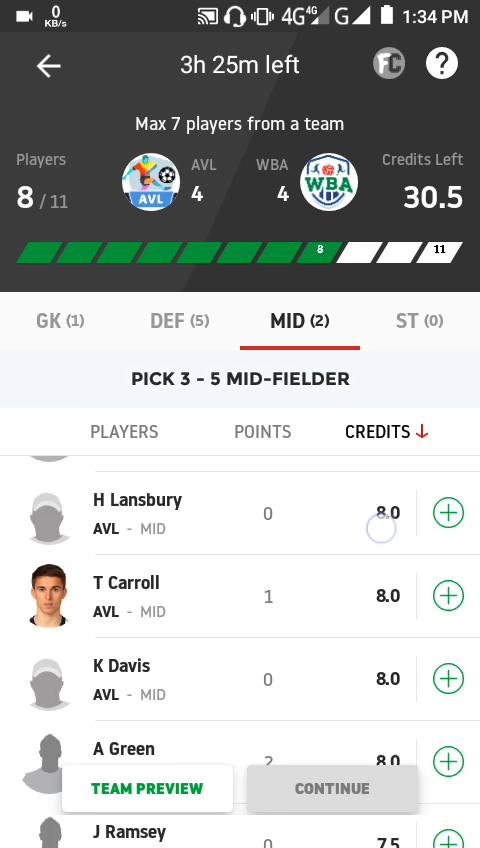 0
KB/s
4G 4G G 1:34 PM
3h 25m left
FC ?
Max 7 players from a team
Players AVL WBA Credits Left
8 / 11 AVL 4 4 WBA 30.5
8 11
GK (1) DEF (5) MID (2) ST (0)
PICK 3 - 5 MID-FIELDER
PLAYERS POINTS CREDITS
H Lansbury
AVL - MID 0 8.0
T Carroll
AVL - MID 1 8.0
K Davis
AVL - MID 0 8.0
A Green
2 8.0
TEAM PREVIEW CONTINUE
J Ramsey
0 7.5